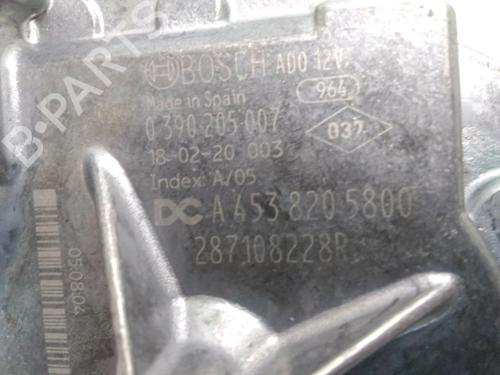 BOSCH ADO 12V.
Made in Spain
964
0 390 205 007
037
18-02-20 003
Index A/05
DC A 453 820 5800
287108228R
050804
B-PARTS